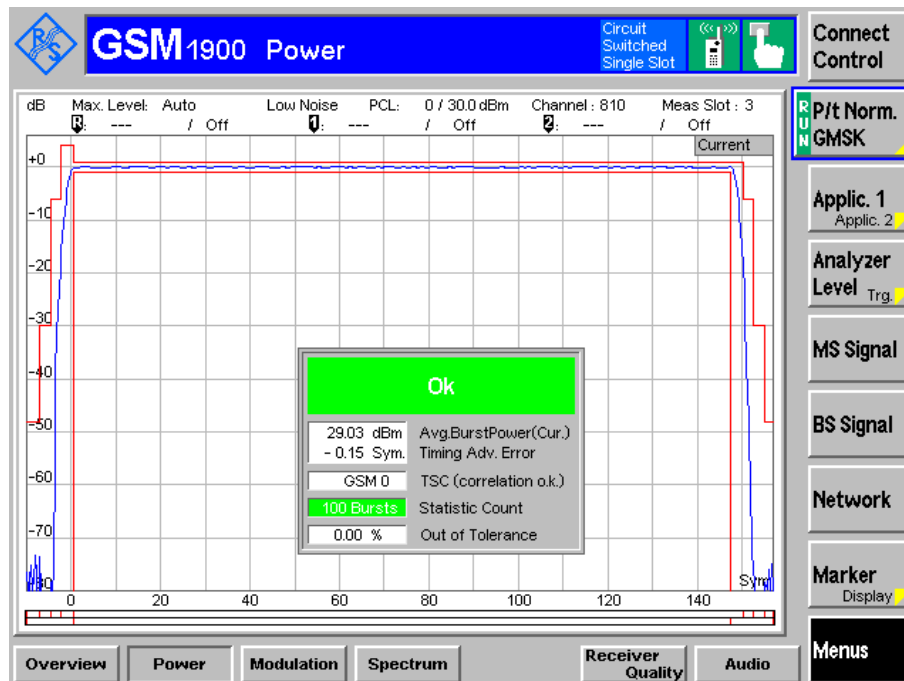 R&S
GSM 1900 Power
Circuit
Switched
Single Slot
Connect
Control
dB Max. Level: Auto Low Noise PCL: 0 / 30.0 dBm Channel : 810 Meas Slot : 3
R: --- / Off 1: --- / Off 2: --- / Off
Current
RUN
P/t Norm.
GMSK
Applic. 1
Applic. 2
Analyzer
Level Trg.
MS Signal
BS Signal
Network
Marker
Display
Menus
+0
-10
-20
-30
-40
-50
-60
-70
-80
Ok
29.03 dBm Avg.BurstPower(Cur.)
- 0.15 Sym. Timing Adv. Error
GSM 0 TSC (correlation o.k.)
100 Bursts Statistic Count
0.00 % Out of Tolerance
Sym
0 20 40 60 80 100 120 140
Overview Power Modulation Spectrum Receiver Quality Audio